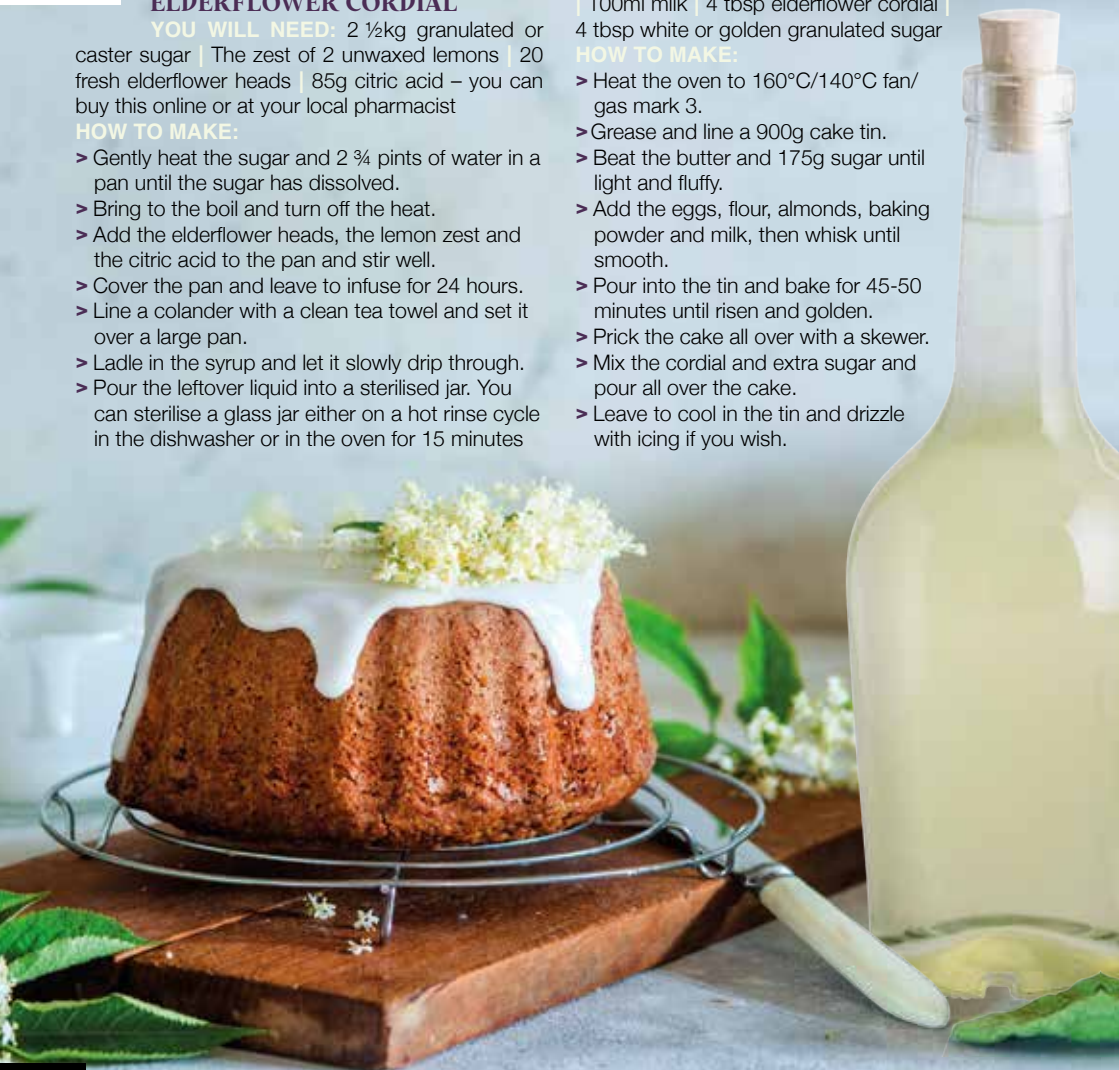 ELDERFLOWER CORDIAL
YOU WILL NEED: 2 ½kg granulated or
caster sugar | The zest of 2 unwaxed lemons | 20
fresh elderflower heads | 85g citric acid – you can
buy this online or at your local pharmacist
HOW TO MAKE:
> Gently heat the sugar and 2 ¾ pints of water in a
pan until the sugar has dissolved.
> Bring to the boil and turn off the heat.
> Add the elderflower heads, the lemon zest and
the citric acid to the pan and stir well.
> Cover the pan and leave to infuse for 24 hours.
> Line a colander with a clean tea towel and set it
over a large pan.
> Ladle in the syrup and let it slowly drip through.
> Pour the leftover liquid into a sterilised jar. You
can sterilise a glass jar either on a hot rinse cycle
in the dishwasher or in the oven for 15 minutes
| 100ml milk | 4 tbsp elderflower cordial |
4 tbsp white or golden granulated sugar
HOW TO MAKE:
> Heat the oven to 160°C/140°C fan/
gas mark 3.
> Grease and line a 900g cake tin.
> Beat the butter and 175g sugar until
light and fluffy.
> Add the eggs, flour, almonds, baking
powder and milk, then whisk until
smooth.
> Pour into the tin and bake for 45-50
minutes until risen and golden.
> Prick the cake all over with a skewer.
> Mix the cordial and extra sugar and
pour all over the cake.
> Leave to cool in the tin and drizzle
with icing if you wish.